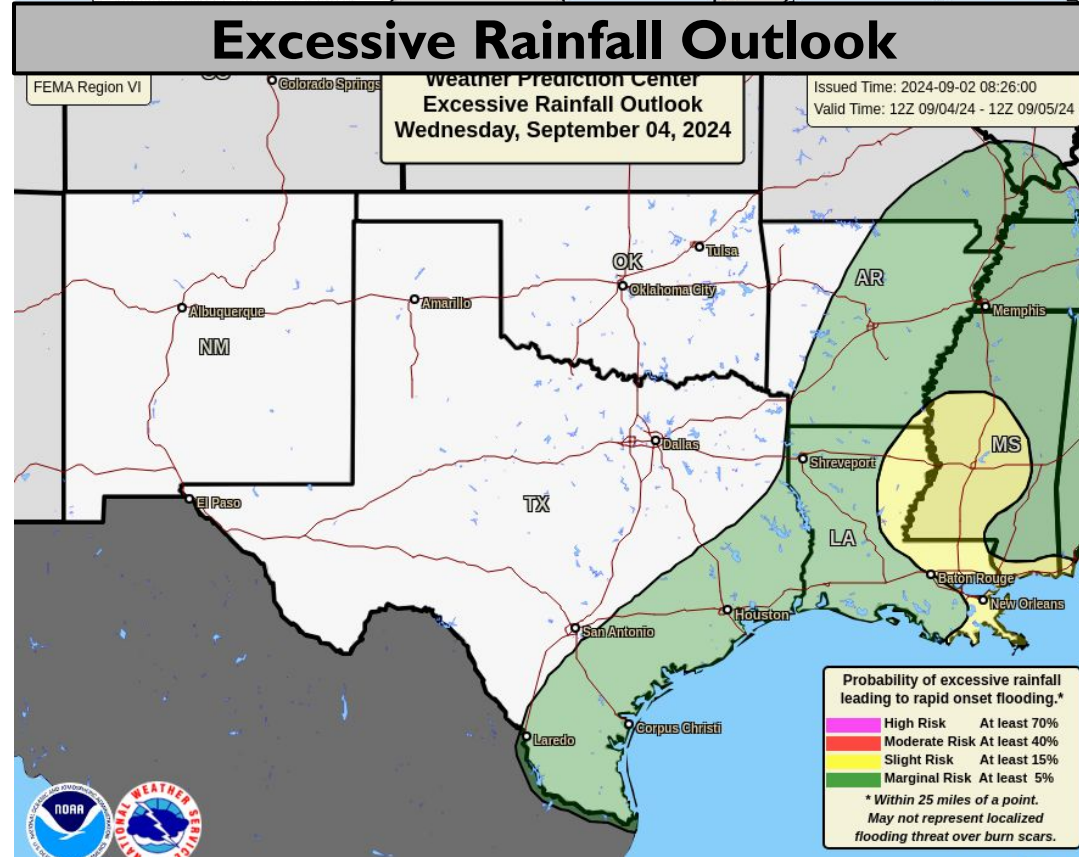 Excessive Rainfall Outlook
FEMA Region VI
Weather Prediction Center
Excessive Rainfall Outlook
Wednesday, September 04, 2024
Issued Time: 2024-09-02 08:26:00
Valid Time: 12Z 09/04/24 - 12Z 09/05/24
Colorado Springs
OK
Tulsa
Oklahoma City
AR
Amarillo
Albuquerque
Memphis
NM
Dallas
MS
Shreveport
El Paso
TX
LA
Baton Rouge
New Orleans
Houston
San Antonio
Corpus Christi
Laredo
Probability of excessive rainfall
leading to rapid onset flooding.*
High Risk At least 70%
Moderate Risk At least 40%
Slight Risk At least 15%
Marginal Risk At least 5%
* Within 25 miles of a point.
May not represent localized
flooding threat over burn scars.
NOAA
NATIONAL WEATHER SERVICE